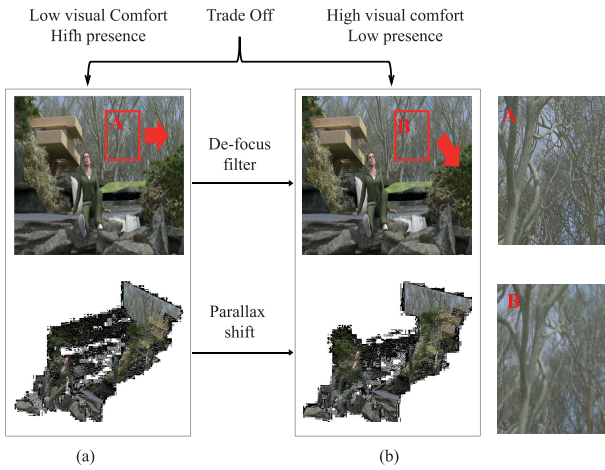 Low visual Comfort
Hifh presence
Trade Off
High visual comfort
Low presence
A
B
De-focus
filter
A
Parallax
shift
B
(a)
(b)